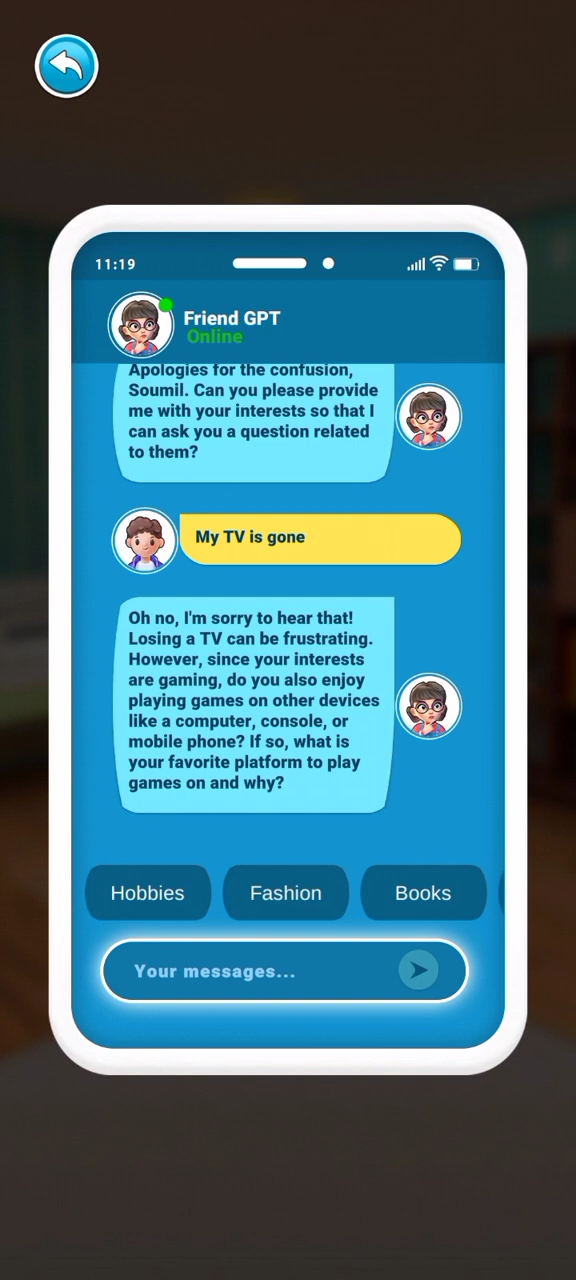 11:19
Friend GPT
Online
Apologies for the confusion,
Soumil. Can you please provide
me with your interests so that I
can ask you a question related
to them?
My TV is gone
Oh no, I'm sorry to hear that!
Losing a TV can be frustrating.
However, since your interests
are gaming, do you also enjoy
playing games on other devices
like a computer, console, or
mobile phone? If so, what is
your favorite platform to play
games on and why?
Hobbies Fashion Books
Your messages...